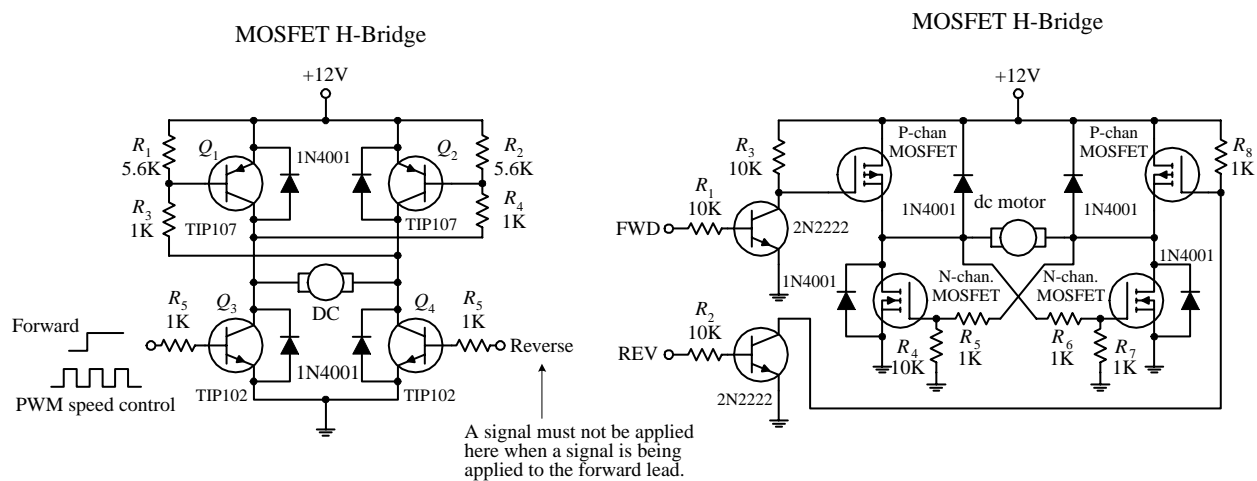 MOSFET H-Bridge
+12V
R1
5.6K
Q1
1N4001
Q2
R2
5.6K
R3
1K
TIP107
TIP107
R4
1K
Forward
PWM speed control
R5
1K
Q3
DC
Q4
R5
1K
Reverse
TIP102
1N4001
TIP102
A signal must not be applied
here when a signal is being
applied to the forward lead.
MOSFET H-Bridge
+12V
R3
10K
P-chan
MOSFET
P-chan
MOSFET
R8
1K
R1
10K
FWD
2N2222
1N4001
dc motor
1N4001
1N4001
N-chan.
MOSFET
N-chan.
MOSFET
1N4001
R2
10K
REV
2N2222
R4
10K
R5
1K
R6
1K
R7
1K